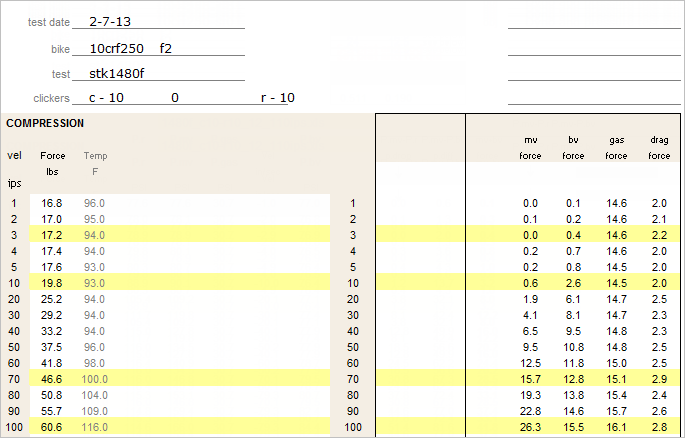 test date 2-7-13
bike 10crf250 f2
test stk1480f
clickers c - 10 0 r - 10
COMPRESSION
mv bv gas drag
vel Force Temp force force force force
lbs F
ips
1 16.8 96.0 1 0.0 0.1 14.6 2.0
2 17.0 95.0 2 0.1 0.2 14.6 2.1
3 17.2 94.0 3 0.0 0.4 14.6 2.2
4 17.4 94.0 4 0.2 0.7 14.6 2.0
5 17.6 93.0 5 0.2 0.8 14.5 2.0
10 19.8 93.0 10 0.6 2.6 14.5 2.0
20 25.2 94.0 20 1.9 6.1 14.7 2.5
30 29.2 94.0 30 4.1 8.1 14.7 2.3
40 33.2 94.0 40 6.5 9.5 14.8 2.3
50 37.5 96.0 50 9.5 10.8 14.8 2.5
60 41.8 98.0 60 12.5 11.8 15.0 2.5
70 46.6 100.0 70 15.7 12.8 15.1 2.9
80 50.8 104.0 80 19.3 13.8 15.4 2.4
90 55.7 109.0 90 22.8 14.6 15.7 2.6
100 60.6 116.0 100 26.3 15.5 16.1 2.8